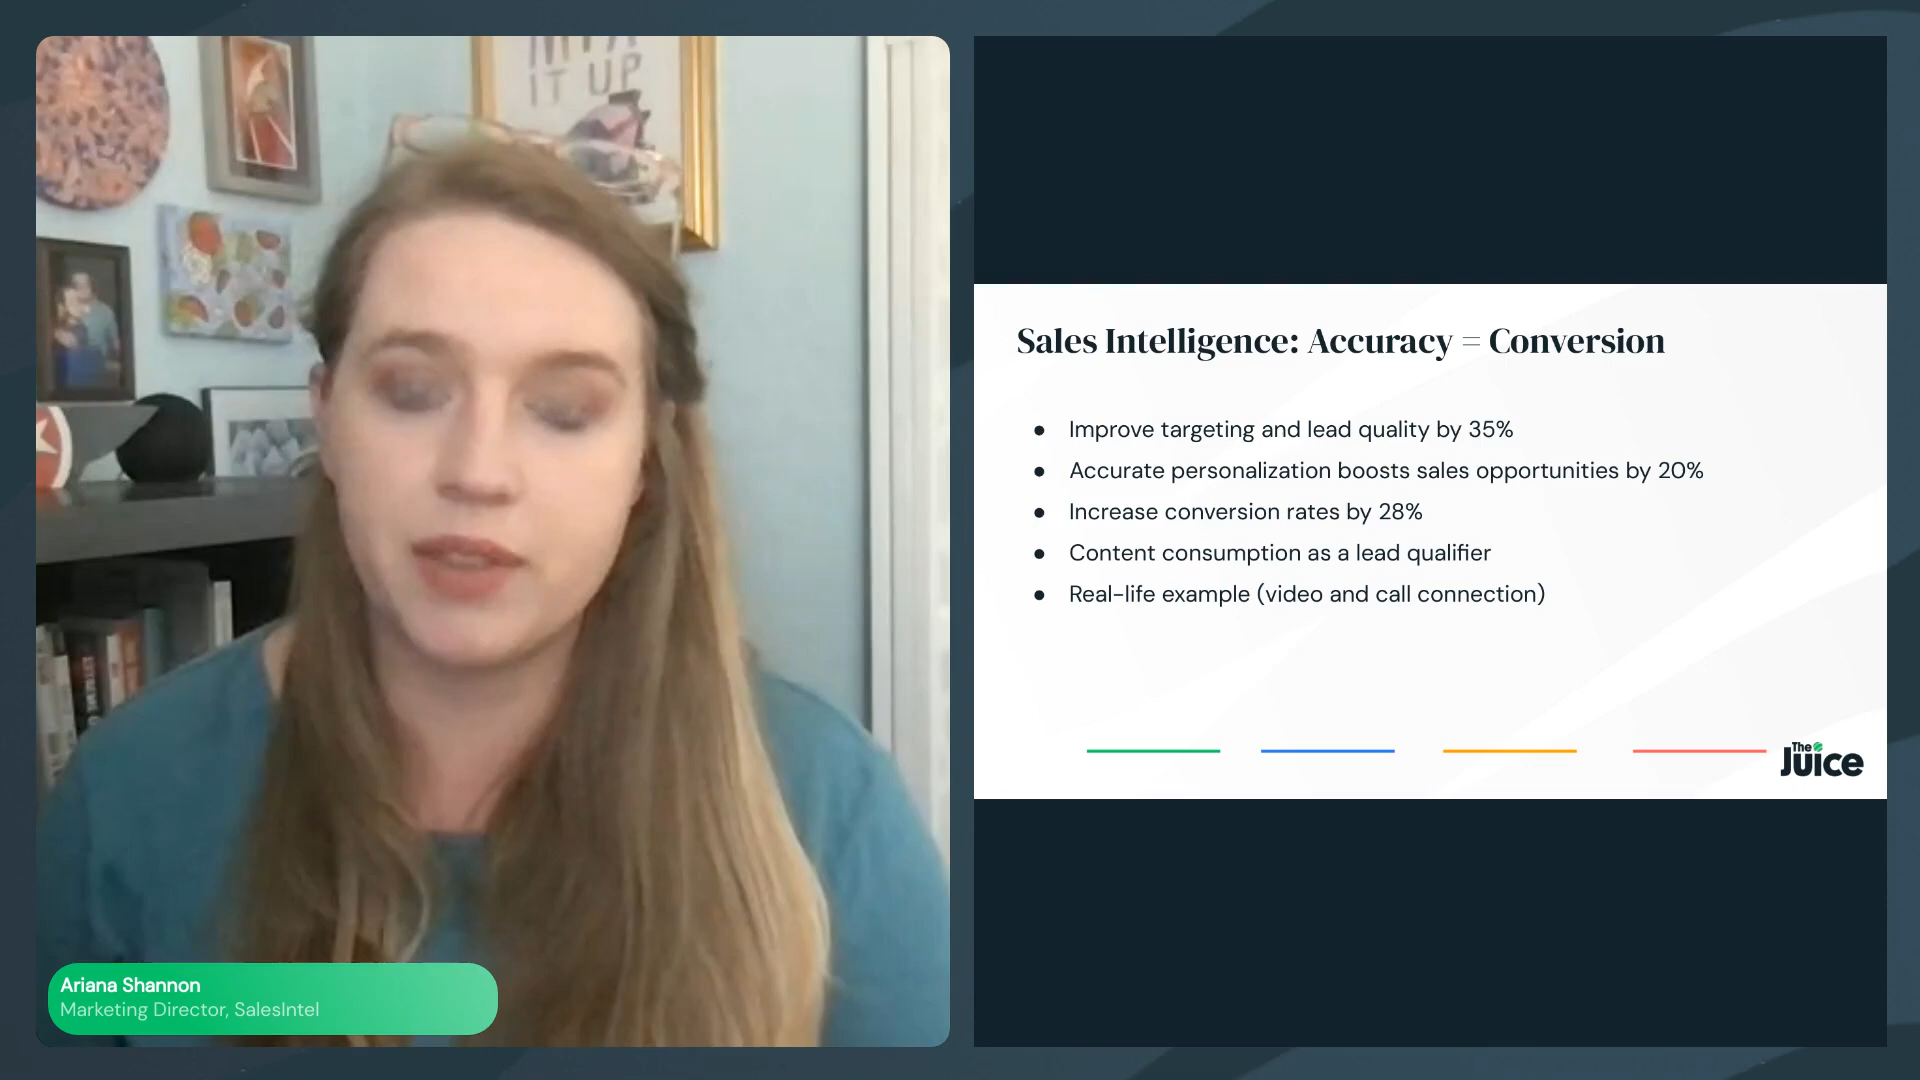 IT UP
Ariana Shannon
Marketing Director, SalesIntel
Sales Intelligence: Accuracy = Conversion
● Improve targeting and lead quality by 35%
● Accurate personalization boosts sales opportunities by 20%
● Increase conversion rates by 28%
● Content consumption as a lead qualifier
● Real-life example (video and call connection)
The
Juice